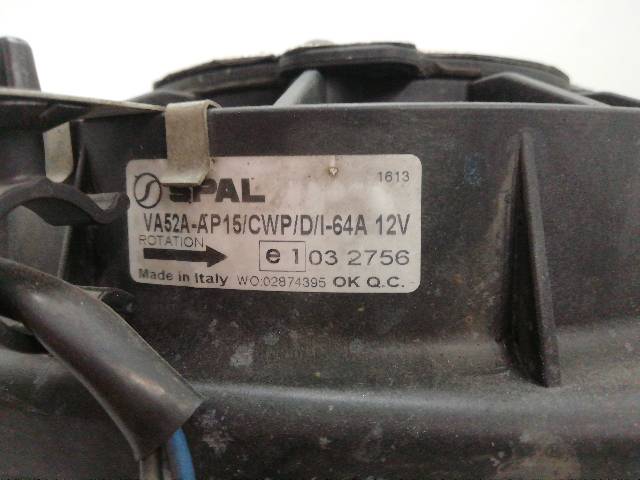 SPAL 1613
VA52A-AP15/CWP/D/I-64A 12V
ROTATION
e 1 03 2756
Made in Italy WO:02874395 OK Q.C.